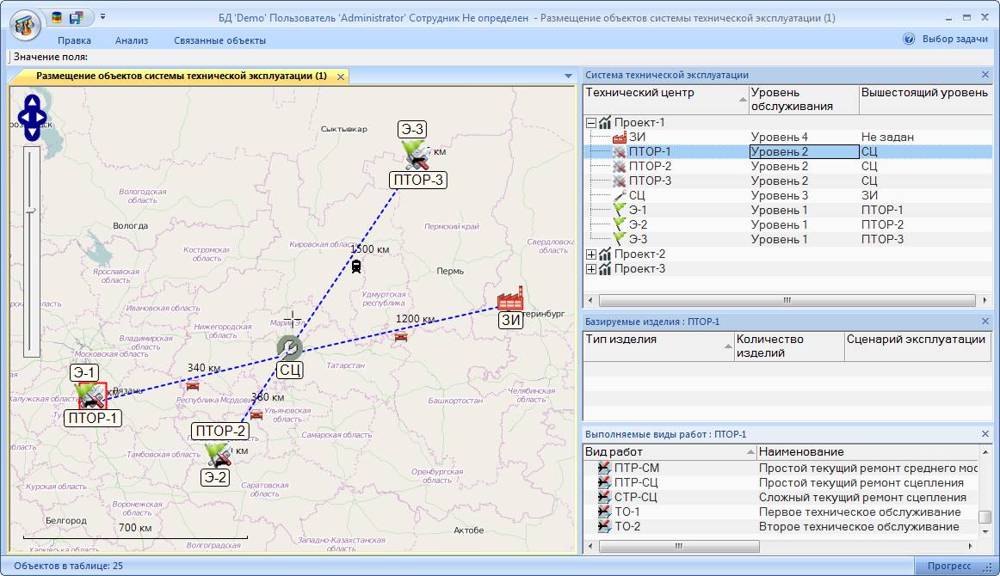 БД 'Demo' Пользователь 'Administrator' Сотрудник Не определен - Размещение объектов системы технической эксплуатации (1)
Правка Анализ Связанные объекты
Выбор задачи
Значение поля:
Размещение объектов системы технической эксплуатации (1)
Сыктывкар
Э-3
км
ПТОР-3
Вологодская область
Вологда
Пермский край
Свердловская область
Костромская область
Кировская область
1500 км
Ярославская область
Пермь
Удмуртская республика
Ивановская область
Марий Эл
1200 км
ЗИ
Нижегородская область
Владимирская область
Московская область
СЦ
Татарстан
340 км
Э-1
км
Рязань
Калужская область
Республика Мордовия
380 км
Башкортостан
Челябинская область
ПТОР-1
Ульяновская область
ПТОР-2
Самарская область
км
Тамбовская область
Э-2
Оренбургская область
Курская область
Саратовская область
Воронежская область
Белгород
700 км
Актобе
Волгоградская
Западно-Казахстанская область
Харківська область
Система технической эксплуатации
Технический центр Уровень обслуживания Вышестоящий уровень
Проект-1
ЗИ Уровень 4 Не задан
ПТОР-1 Уровень 2 СЦ
ПТОР-2 Уровень 2 СЦ
ПТОР-3 Уровень 2 СЦ
СЦ Уровень 3 ЗИ
Э-1 Уровень 1 ПТОР-1
Э-2 Уровень 1 ПТОР-2
Э-3 Уровень 1 ПТОР-3
Проект-2
Проект-3
Базируемые изделия : ПТОР-1
Тип изделия Количество изделий Сценарий эксплуатации
Выполняемые виды работ : ПТОР-1
Вид работ Наименование
ПТР-СМ Простой текущий ремонт среднего мос
ПТР-СЦ Простой текущий ремонт сцепления
СТР-СЦ Сложный текущий ремонт сцепления
ТО-1 Первое техническое обслуживание
ТО-2 Второе техническое обслуживание
Объектов в таблице: 25
Прогресс